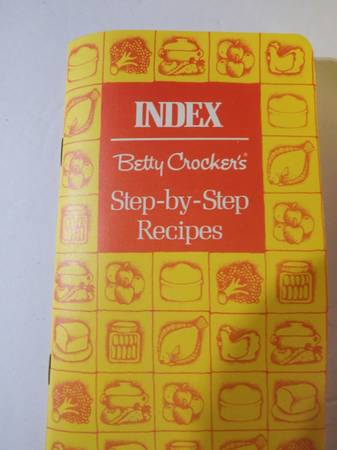 INDEX
Betty Crocker's®
Step-by-Step
Recipes